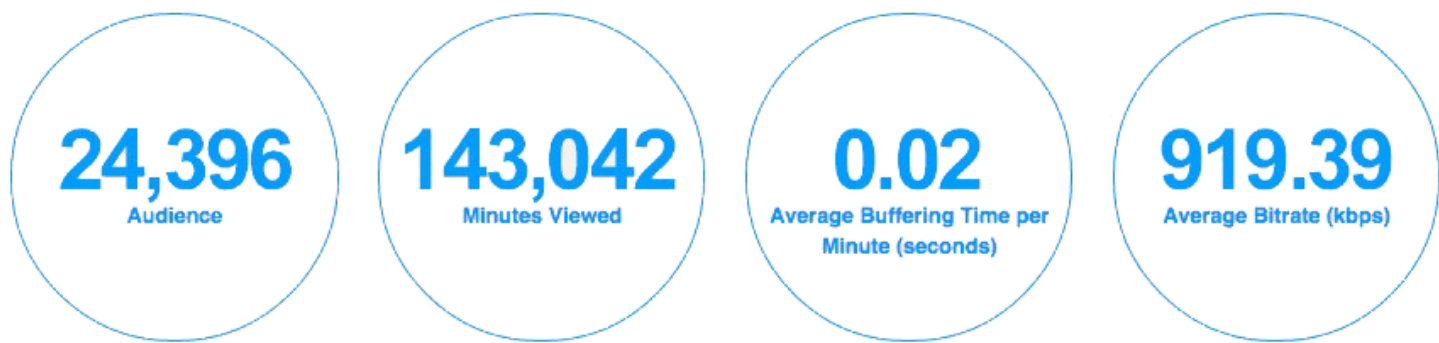 24,396
Audience
143,042
Minutes Viewed
0.02
Average Buffering Time per
Minute (seconds)
919.39
Average Bitrate (kbps)